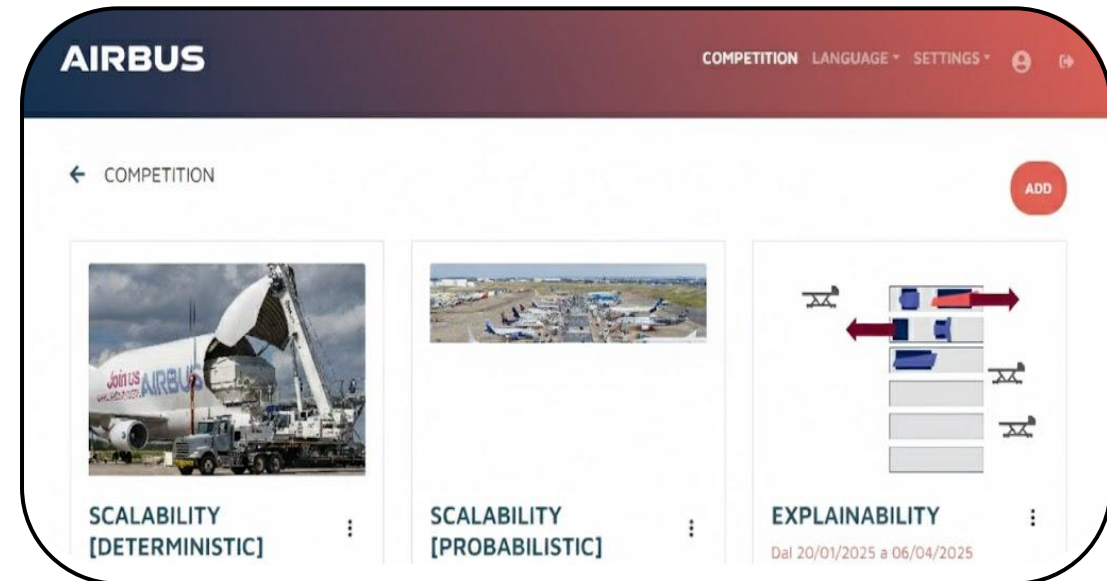 AIRBUS
COMPETITION LANGUAGE SETTINGS
COMPETITION
ADD
Join us
AIRBUS
SCALABILITY
[DETERMINISTIC]
SCALABILITY
[PROBABILISTIC]
EXPLAINABILITY
Dal 20/01/2025 a 06/04/2025